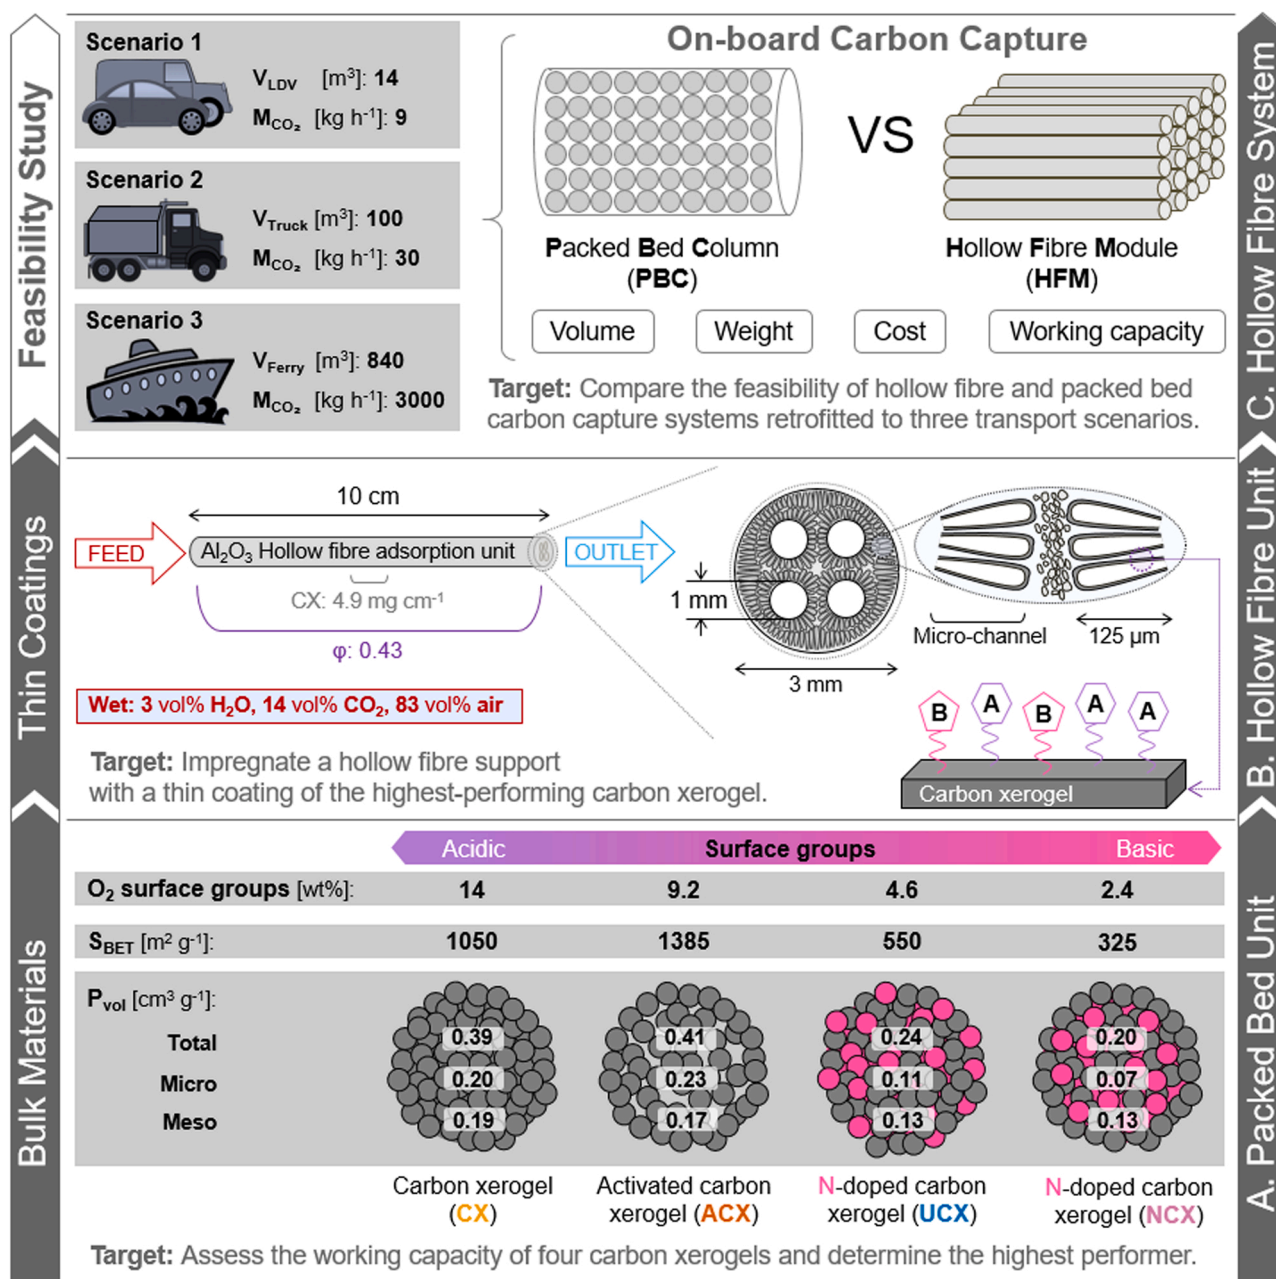 Feasibility Study
Thin Coatings
Bulk Materials
C. Hollow Fibre System
B. Hollow Fibre Unit
A. Packed Bed Unit
Scenario 1
V_LDV [m³]: 14
M_CO₂ [kg h⁻¹]: 9
Scenario 2
V_Truck [m³]: 100
M_CO₂ [kg h⁻¹]: 30
Scenario 3
V_Ferry [m³]: 840
M_CO₂ [kg h⁻¹]: 3000
On-board Carbon Capture
VS
Packed Bed Column
(PBC)
Hollow Fibre Module
(HFM)
Volume
Weight
Cost
Working capacity
Target: Compare the feasibility of hollow fibre and packed bed
carbon capture systems retrofitted to three transport scenarios.
10 cm
FEED
Al₂O₃ Hollow fibre adsorption unit
OUTLET
CX: 4.9 mg cm⁻¹
φ: 0.43
Wet: 3 vol% H₂O, 14 vol% CO₂, 83 vol% air
1 mm
3 mm
Micro-channel
125 µm
B A B A A
Carbon xerogel
Target: Impregnate a hollow fibre support
with a thin coating of the highest-performing carbon xerogel.
Acidic Surface groups Basic
O₂ surface groups [wt%]: 14 9.2 4.6 2.4
S_BET [m² g⁻¹]: 1050 1385 550 325
P_vol [cm³ g⁻¹]:
Total 0.39 0.41 0.24 0.20
Micro 0.20 0.23 0.11 0.07
Meso 0.19 0.17 0.13 0.13
Carbon xerogel
(CX)
Activated carbon
xerogel (ACX)
N-doped carbon
xerogel (UCX)
N-doped carbon
xerogel (NCX)
Target: Assess the working capacity of four carbon xerogels and determine the highest performer.